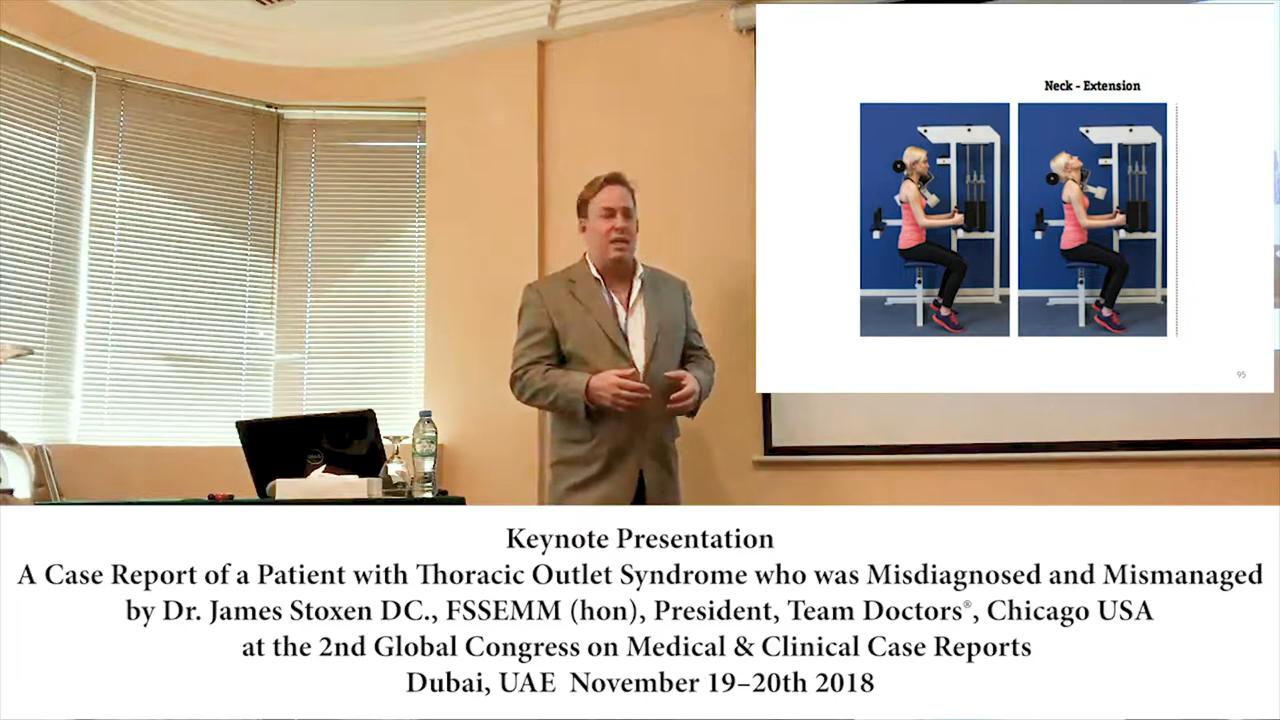 Neck - Extension
95
DELL
Keynote Presentation
A Case Report of a Patient with Thoracic Outlet Syndrome who was Misdiagnosed and Mismanaged
by Dr. James Stoxen DC., FSSEMM (hon), President, Team Doctors®, Chicago USA
at the 2nd Global Congress on Medical & Clinical Case Reports
Dubai, UAE November 19–20th 2018